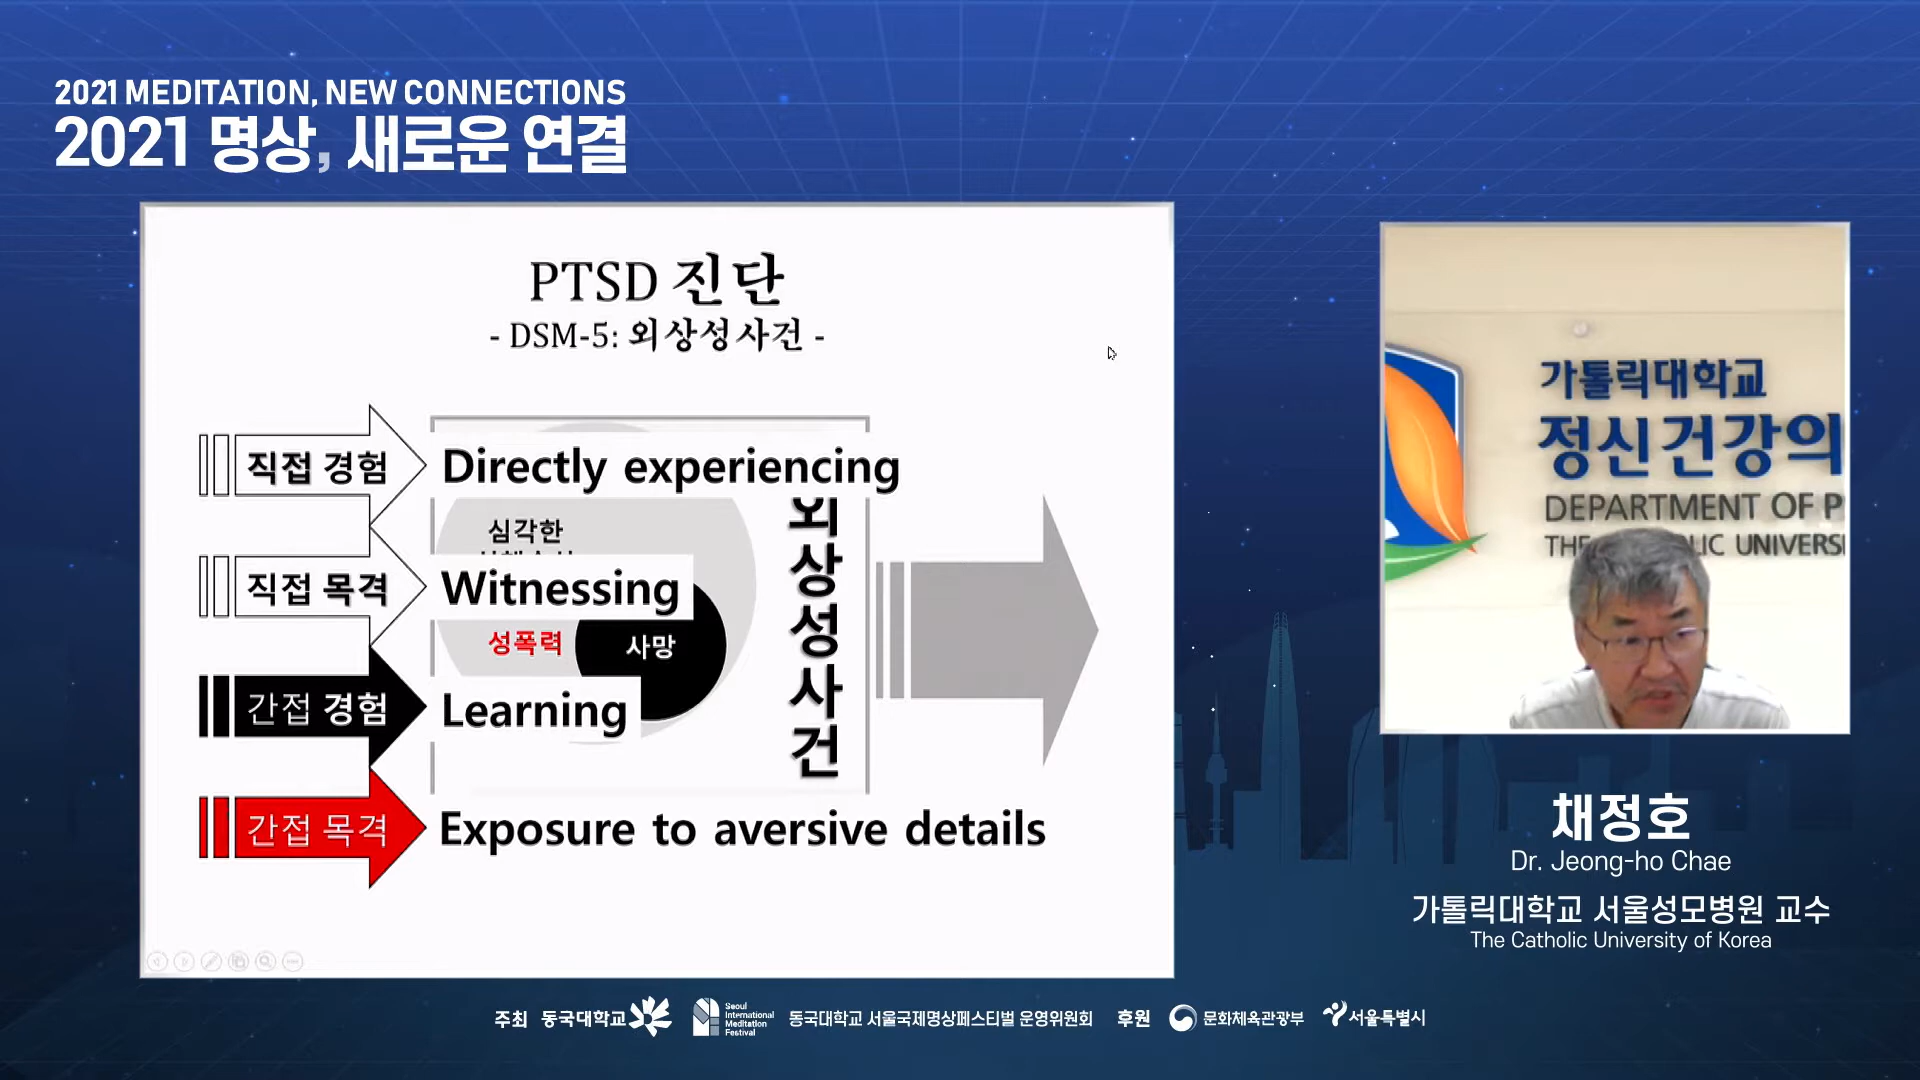 2021 MEDITATION, NEW CONNECTIONS
2021 명상, 새로운 연결
PTSD 진단
- DSM-5: 외상성사건 -
직접 경험
Directly experiencing
심각한
직접 목격
Witnessing
성폭력
사망
외상성사건
간접 경험
Learning
간접 목격
Exposure to aversive details
가톨릭대학교
정신건강의
DEPARTMENT OF P
THE LIC UNIVERSI
채정호
Dr. Jeong-ho Chae
가톨릭대학교 서울성모병원 교수
The Catholic University of Korea
주최 동국대학교
Seoul
International
Meditation
Festival
동국대학교 서울국제명상페스티벌 운영위원회
후원 문화체육관광부 서울특별시